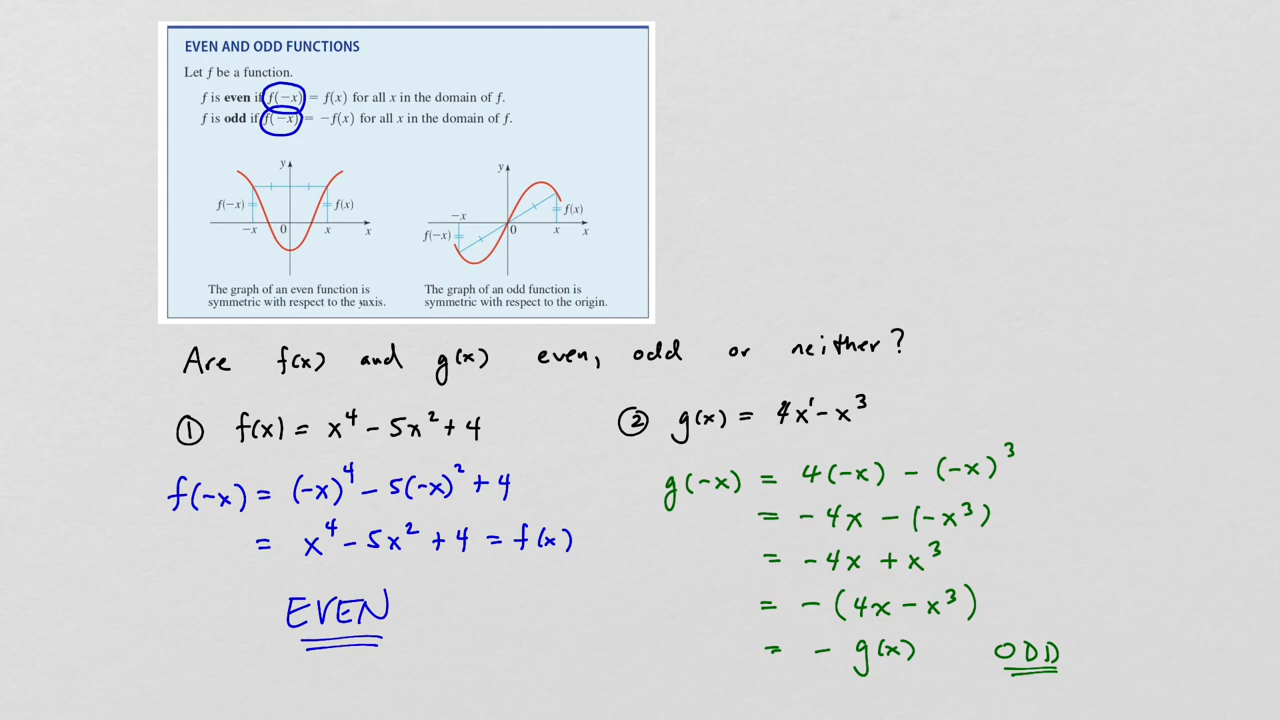 EVEN AND ODD FUNCTIONS
Let f be a function.
f is even if f(−x) = f(x) for all x in the domain of f.
f is odd if f(−x) = −f(x) for all x in the domain of f.
y
f(−x)
f(x)
−x
0
x
x
The graph of an even function is
symmetric with respect to the yaxis.
y
−x
f(x)
f(−x)
0
x
x
The graph of an odd function is
symmetric with respect to the origin.
Are f(x) and g(x) even, odd or neither?
① f(x) = x⁴ − 5x² + 4
f(−x) = (−x)⁴ − 5(−x)² + 4
= x⁴ − 5x² + 4 = f(x)
EVEN
② g(x) = 4x¹ − x³
g(−x) = 4(−x) − (−x)³
= −4x − (−x³)
= −4x + x³
= −(4x − x³)
= − g(x) ODD